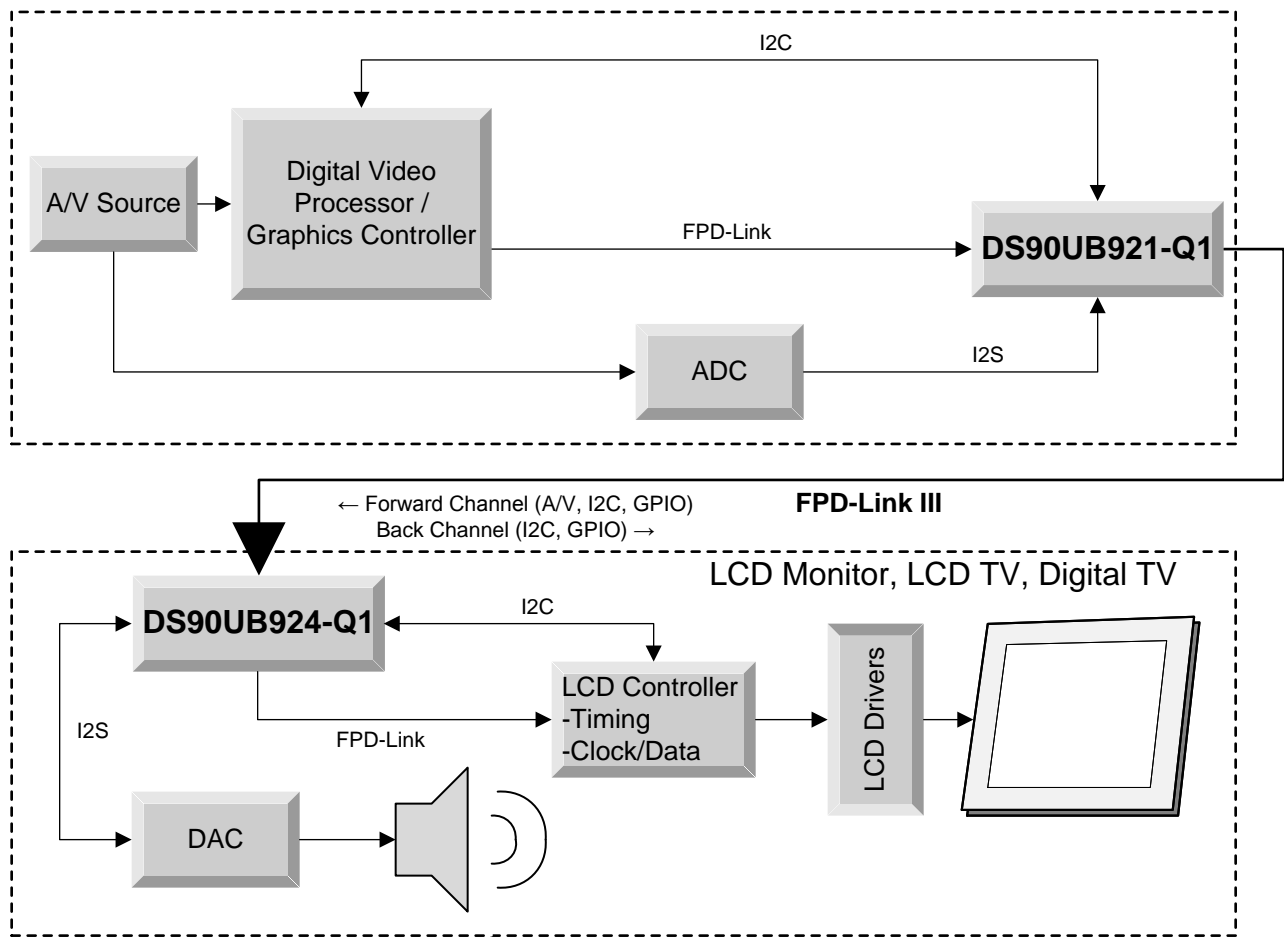 I2C
A/V Source
Digital Video
Processor /
Graphics Controller
FPD-Link
DS90UB921-Q1
ADC
I2S
← Forward Channel (A/V, I2C, GPIO)
Back Channel (I2C, GPIO) →
FPD-Link III
LCD Monitor, LCD TV, Digital TV
DS90UB924-Q1
I2C
I2S
FPD-Link
LCD Controller
-Timing
-Clock/Data
LCD Drivers
DAC